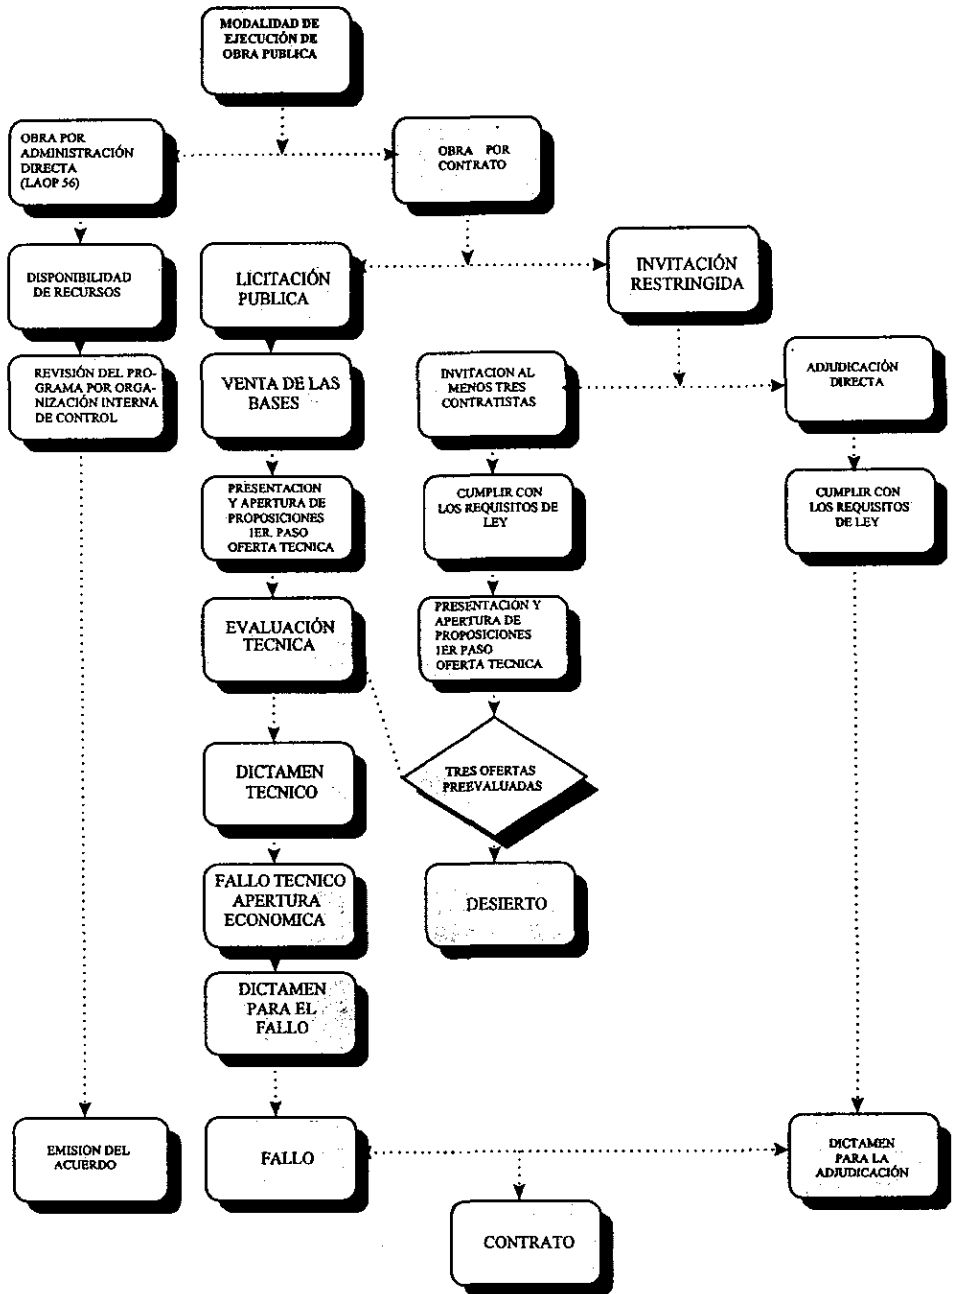 MODALIDAD DE
EJECUCIÓN DE
OBRA PUBLICA
OBRA POR
ADMINISTRACIÓN
DIRECTA
(LAOP 56)
OBRA POR
CONTRATO
DISPONIBILIDAD
DE RECURSOS
LICITACIÓN
PUBLICA
INVITACIÓN
RESTRINGIDA
REVISIÓN DEL PRO-
GRAMA POR ORGA-
NIZACIÓN INTERNA
DE CONTROL
VENTA DE LAS
BASES
INVITACION AL
MENOS TRES
CONTRATISTAS
ADJUDICACIÓN
DIRECTA
PRESENTACION
Y APERTURA DE
PROPOSICIONES
1ER. PASO
OFERTA TECNICA
CUMPLIR CON
LOS REQUISITOS DE
LEY
CUMPLIR CON
LOS REQUISITOS
DE LEY
EVALUACIÓN
TECNICA
PRESENTACIÓN Y
APERTURA DE
PROPOSICIONES
1ER PASO
OFERTA TECNICA
DICTAMEN
TECNICO
TRES OFERTAS
PREEVALUADAS
FALLO TECNICO
APERTURA
ECONOMICA
DESIERTO
DICTAMEN
PARA EL
FALLO
EMISION DEL
ACUERDO
FALLO
DICTAMEN
PARA LA
ADJUDICACIÓN
CONTRATO